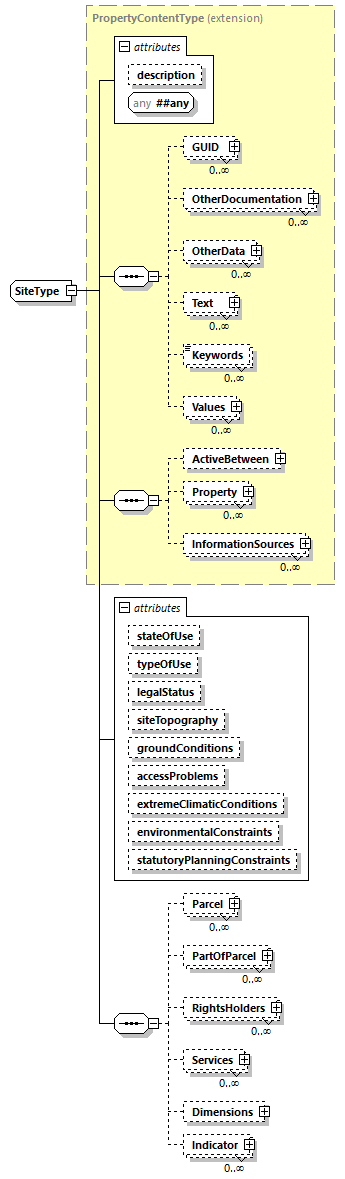 PropertyContentType (extension)
attributes
description
any ##any
GUID
0..∞
OtherDocumentation
0..∞
OtherData
0..∞
SiteType
Text
0..∞
Keywords
0..∞
Values
0..∞
ActiveBetween
Property
0..∞
InformationSources
0..∞
attributes
stateOfUse
typeOfUse
legalStatus
siteTopography
groundConditions
accessProblems
extremeClimaticConditions
environmentalConstraints
statutoryPlanningConstraints
Parcel
0..∞
PartOfParcel
0..∞
RightsHolders
0..∞
Services
0..∞
Dimensions
Indicator
0..∞